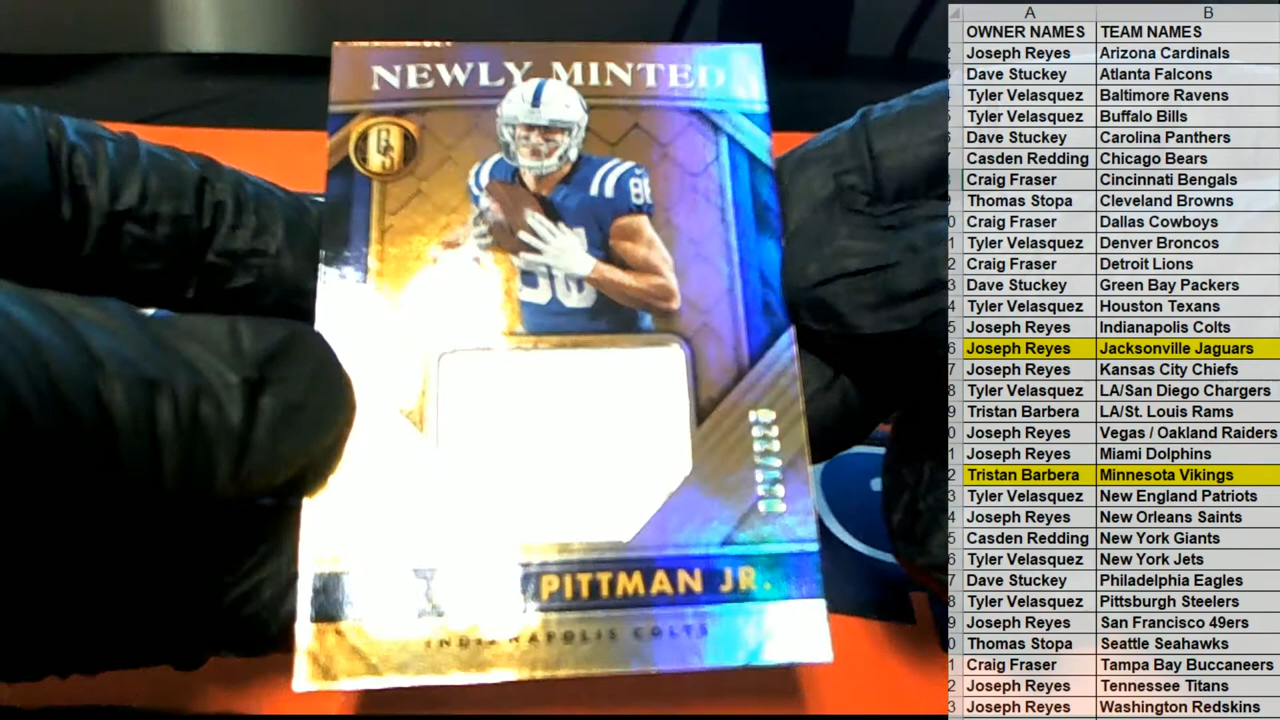 NEWLY MINTED
86
PITTMAN JR.
INDIANAPOLIS COLTS
A B
OWNER NAMES TEAM NAMES
Joseph Reyes Arizona Cardinals
Dave Stuckey Atlanta Falcons
Tyler Velasquez Baltimore Ravens
Tyler Velasquez Buffalo Bills
Dave Stuckey Carolina Panthers
Casden Redding Chicago Bears
Craig Fraser Cincinnati Bengals
Thomas Stopa Cleveland Browns
Craig Fraser Dallas Cowboys
Tyler Velasquez Denver Broncos
Craig Fraser Detroit Lions
Dave Stuckey Green Bay Packers
Tyler Velasquez Houston Texans
Joseph Reyes Indianapolis Colts
Joseph Reyes Jacksonville Jaguars
Joseph Reyes Kansas City Chiefs
Tyler Velasquez LA/San Diego Chargers
Tristan Barbera LA/St. Louis Rams
Joseph Reyes Vegas / Oakland Raiders
Joseph Reyes Miami Dolphins
Tristan Barbera Minnesota Vikings
Tyler Velasquez New England Patriots
Joseph Reyes New Orleans Saints
Casden Redding New York Giants
Tyler Velasquez New York Jets
Dave Stuckey Philadelphia Eagles
Tyler Velasquez Pittsburgh Steelers
Joseph Reyes San Francisco 49ers
Thomas Stopa Seattle Seahawks
Craig Fraser Tampa Bay Buccaneers
Joseph Reyes Tennessee Titans
Joseph Reyes Washington Redskins